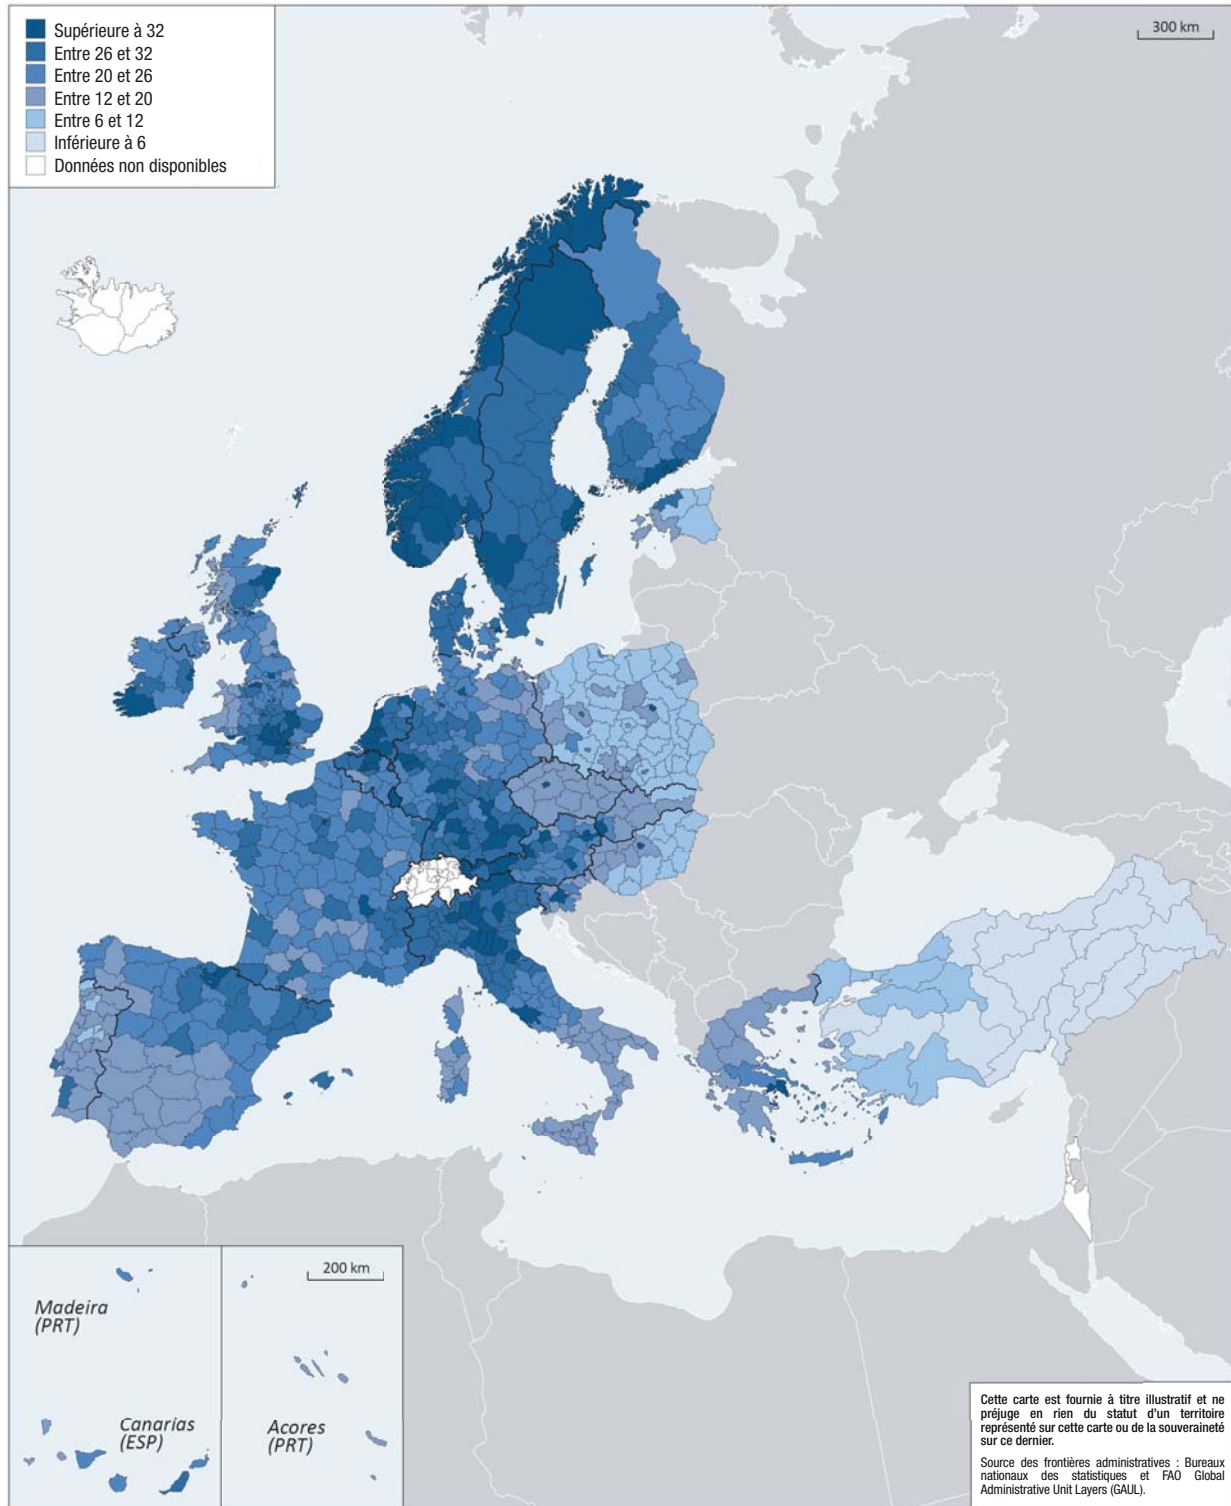 Supérieure à 32
Entre 26 et 32
Entre 20 et 26
Entre 12 et 20
Entre 6 et 12
Inférieure à 6
Données non disponibles
300 km
200 km
Madeira
(PRT)
Canarias
(ESP)
Acores
(PRT)
Cette carte est fournie à titre illustratif et ne
préjuge en rien du statut d'un territoire
représenté sur cette carte ou de la souveraineté
sur ce dernier.
Source des frontières administratives : Bureaux
nationaux des statistiques et FAO Global
Administrative Unit Layers (GAUL).